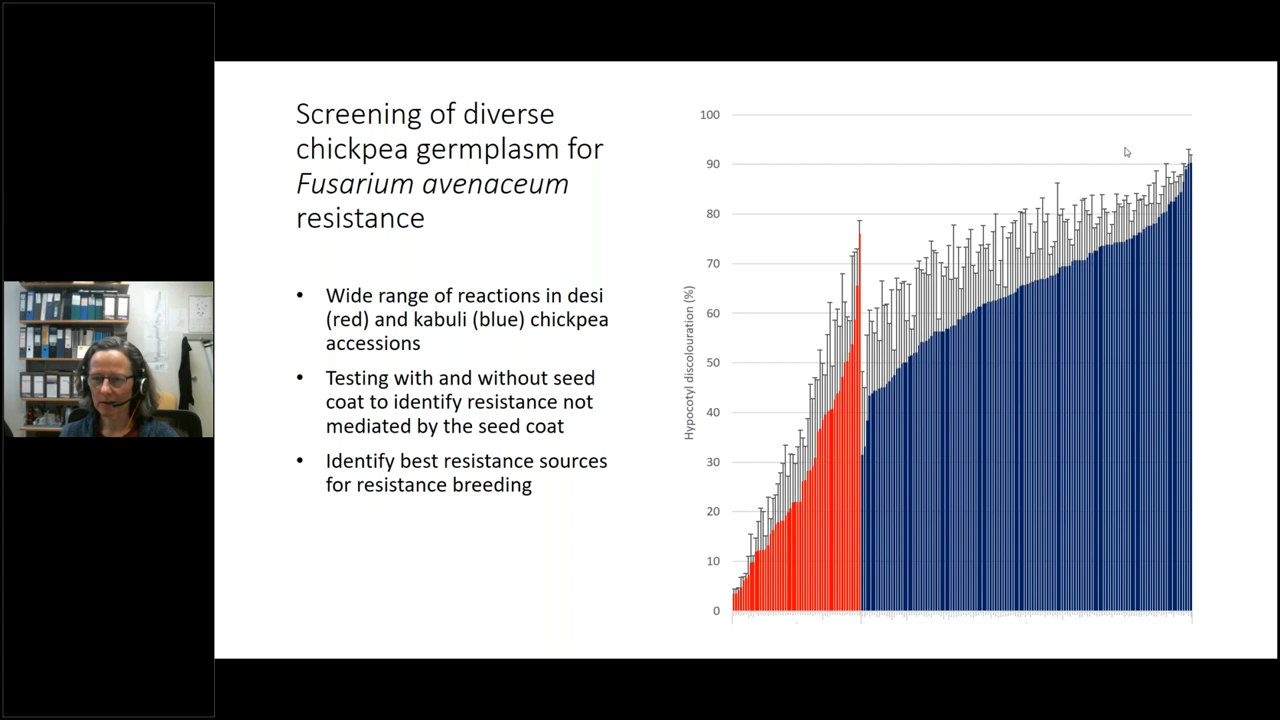 Screening of diverse
chickpea germplasm for
Fusarium avenaceum
resistance
• Wide range of reactions in desi
(red) and kabuli (blue) chickpea
accessions
• Testing with and without seed
coat to identify resistance not
mediated by the seed coat
• Identify best resistance sources
for resistance breeding
Hypocotyl discolouration (%)
100
90
80
70
60
50
40
30
20
10
0